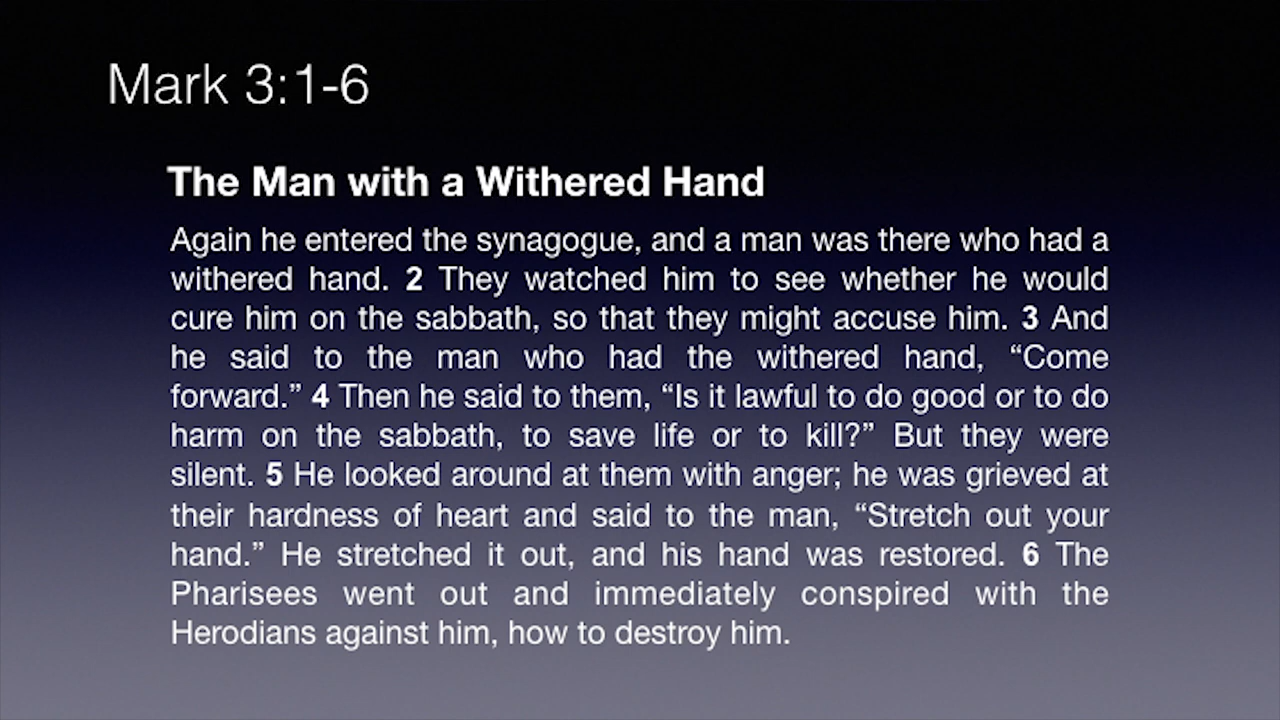 Mark 3:1-6
The Man with a Withered Hand
Again he entered the synagogue, and a man was there who had a
withered hand. 2 They watched him to see whether he would
cure him on the sabbath, so that they might accuse him. 3 And
he said to the man who had the withered hand, “Come
forward.” 4 Then he said to them, “Is it lawful to do good or to do
harm on the sabbath, to save life or to kill?” But they were
silent. 5 He looked around at them with anger; he was grieved at
their hardness of heart and said to the man, “Stretch out your
hand.” He stretched it out, and his hand was restored. 6 The
Pharisees went out and immediately conspired with the
Herodians against him, how to destroy him.